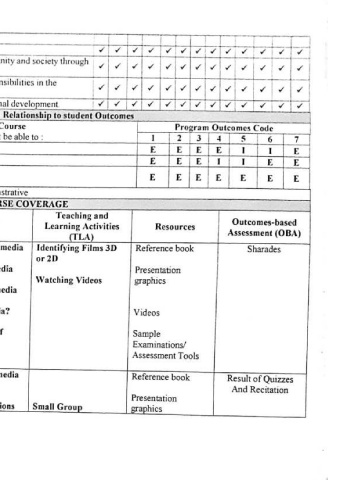 ✓ ✓ ✓ ✓ ✓ ✓ ✓ ✓ ✓ ✓ ✓ ✓
nity and society through ✓ ✓ ✓ ✓ ✓ ✓ ✓ ✓ ✓ ✓ ✓ ✓
nsibilities in the ✓ ✓ ✓ ✓ ✓ ✓ ✓ ✓ ✓ ✓ ✓ ✓
nal development ✓ ✓ ✓ ✓ ✓ ✓ ✓ ✓ ✓ ✓ ✓ ✓
Relationship to student Outcomes
Course Program Outcomes Code
be able to : 1 2 3 4 5 6 7
E E E E I I E
E E E I I E E
E E E E E E E
strative
RSE COVERAGE
Teaching and
Learning Activities
(TLA)
Resources
Outcomes-based
Assessment (OBA)
media Identifying Films 3D Reference book Sharades
or 2D
dia Presentation
Watching Videos graphics
edia
a? Videos
f Sample
Examinations/
Assessment Tools
edia Reference book Result of Quizzes
And Recitation
Presentation
ions Small Group graphics